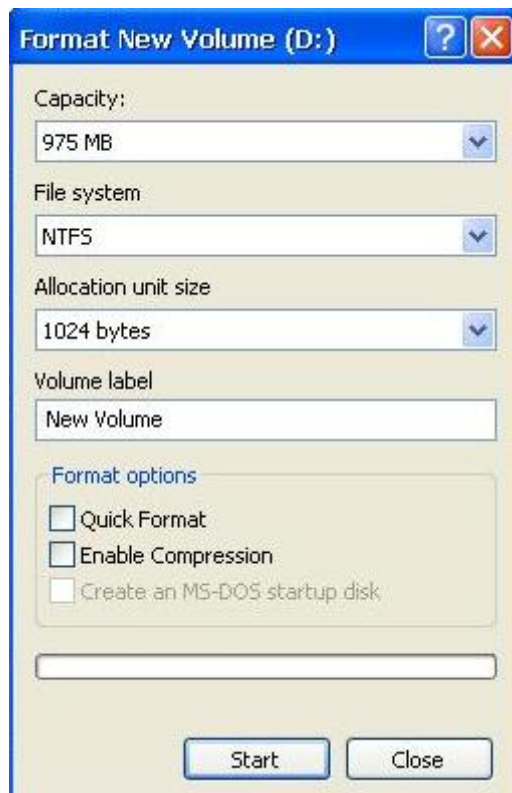 Format New Volume (D:)
Capacity:
975 MB
File system
NTFS
Allocation unit size
1024 bytes
Volume label
New Volume
Format options
Quick Format
Enable Compression
Create an MS-DOS startup disk
Start Close